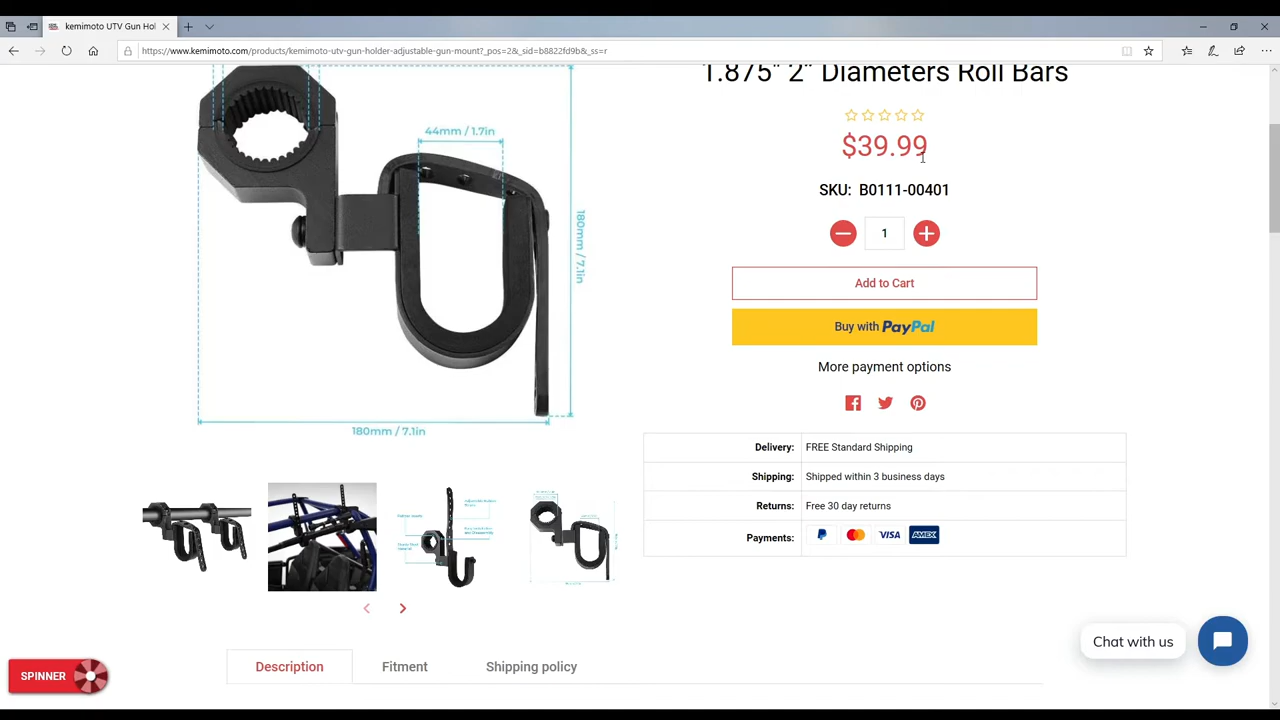 kemimoto UTV Gun Hol
https://www.kemimoto.com/products/kemimoto-utv-gun-holder-adjustable-gun-mount?_pos=2&_sid=b8822fd9b&_ss=r
1.875" 2" Diameters Roll Bars
$39.99
SKU: B0111-00401
1
Add to Cart
Buy with PayPal
More payment options
Delivery: FREE Standard Shipping
Shipping: Shipped within 3 business days
Returns: Free 30 day returns
Payments: VISA AMEX
44mm / 1.7in
180mm / 7.1in
180mm / 7.1in
Chat with us
SPINNER
Description Fitment Shipping policy